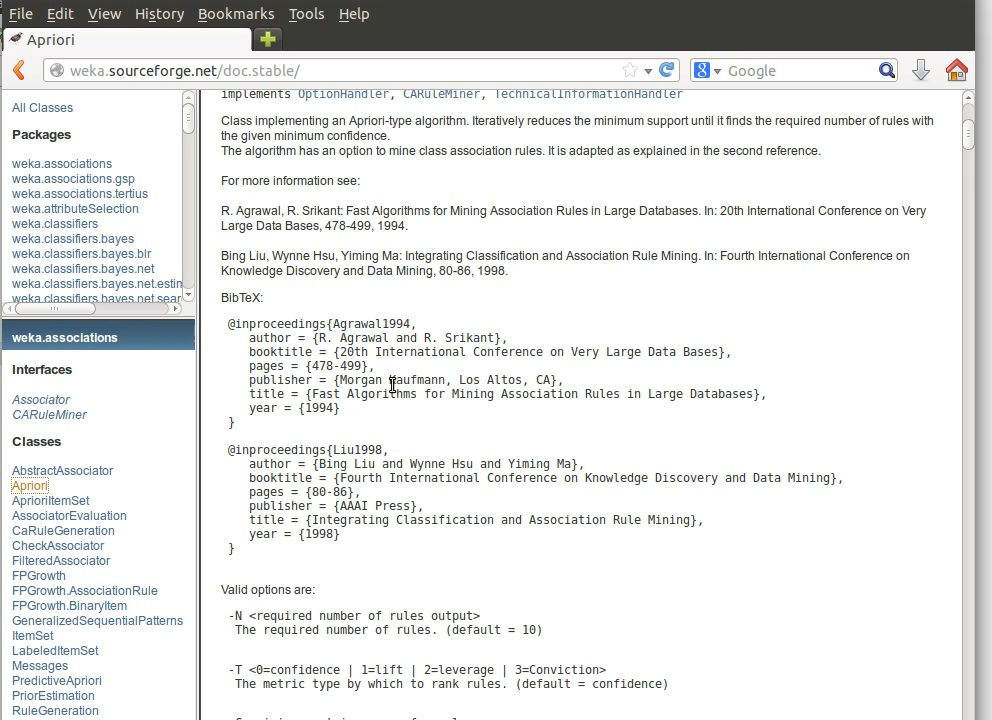 File Edit View History Bookmarks Tools Help
Apriori
weka.sourceforge.net/doc.stable/
8 Google
All Classes
Packages
weka.associations
weka.associations.gsp
weka.associations.tertius
weka.attributeSelection
weka.classifiers
weka.classifiers.bayes
weka.classifiers.bayes.blr
weka.classifiers.bayes.net
weka.classifiers.bayes.net.estin
weka.classifiers.bayes.net.sear
weka.associations
Interfaces
Associator
CARuleMiner
Classes
AbstractAssociator
Apriori
AprioriItemSet
AssociatorEvaluation
CaRuleGeneration
CheckAssociator
FilteredAssociator
FPGrowth
FPGrowth.AssociationRule
FPGrowth.BinaryItem
GeneralizedSequentialPatterns
ItemSet
LabeledItemSet
Messages
PredictiveApriori
PriorEstimation
RuleGeneration
implements OptionHandler, CARuleMiner, TechnicalInformationHandler
Class implementing an Apriori-type algorithm. Iteratively reduces the minimum support until it finds the required number of rules with
the given minimum confidence.
The algorithm has an option to mine class association rules. It is adapted as explained in the second reference.
For more information see:
R. Agrawal, R. Srikant: Fast Algorithms for Mining Association Rules in Large Databases. In: 20th International Conference on Very
Large Data Bases, 478-499, 1994.
Bing Liu, Wynne Hsu, Yiming Ma: Integrating Classification and Association Rule Mining. In: Fourth International Conference on
Knowledge Discovery and Data Mining, 80-86, 1998.
BibTeX:
@inproceedings{Agrawal1994,
author = {R. Agrawal and R. Srikant},
booktitle = {20th International Conference on Very Large Data Bases},
pages = {478-499},
publisher = {Morgan Kaufmann, Los Altos, CA},
title = {Fast Algorithms for Mining Association Rules in Large Databases},
year = {1994}
}
@inproceedings{Liu1998,
author = {Bing Liu and Wynne Hsu and Yiming Ma},
booktitle = {Fourth International Conference on Knowledge Discovery and Data Mining},
pages = {80-86},
publisher = {AAAI Press},
title = {Integrating Classification and Association Rule Mining},
year = {1998}
}
Valid options are:
-N <required number of rules output>
The required number of rules. (default = 10)
-T <0=confidence | 1=lift | 2=leverage | 3=Conviction>
The metric type by which to rank rules. (default = confidence)